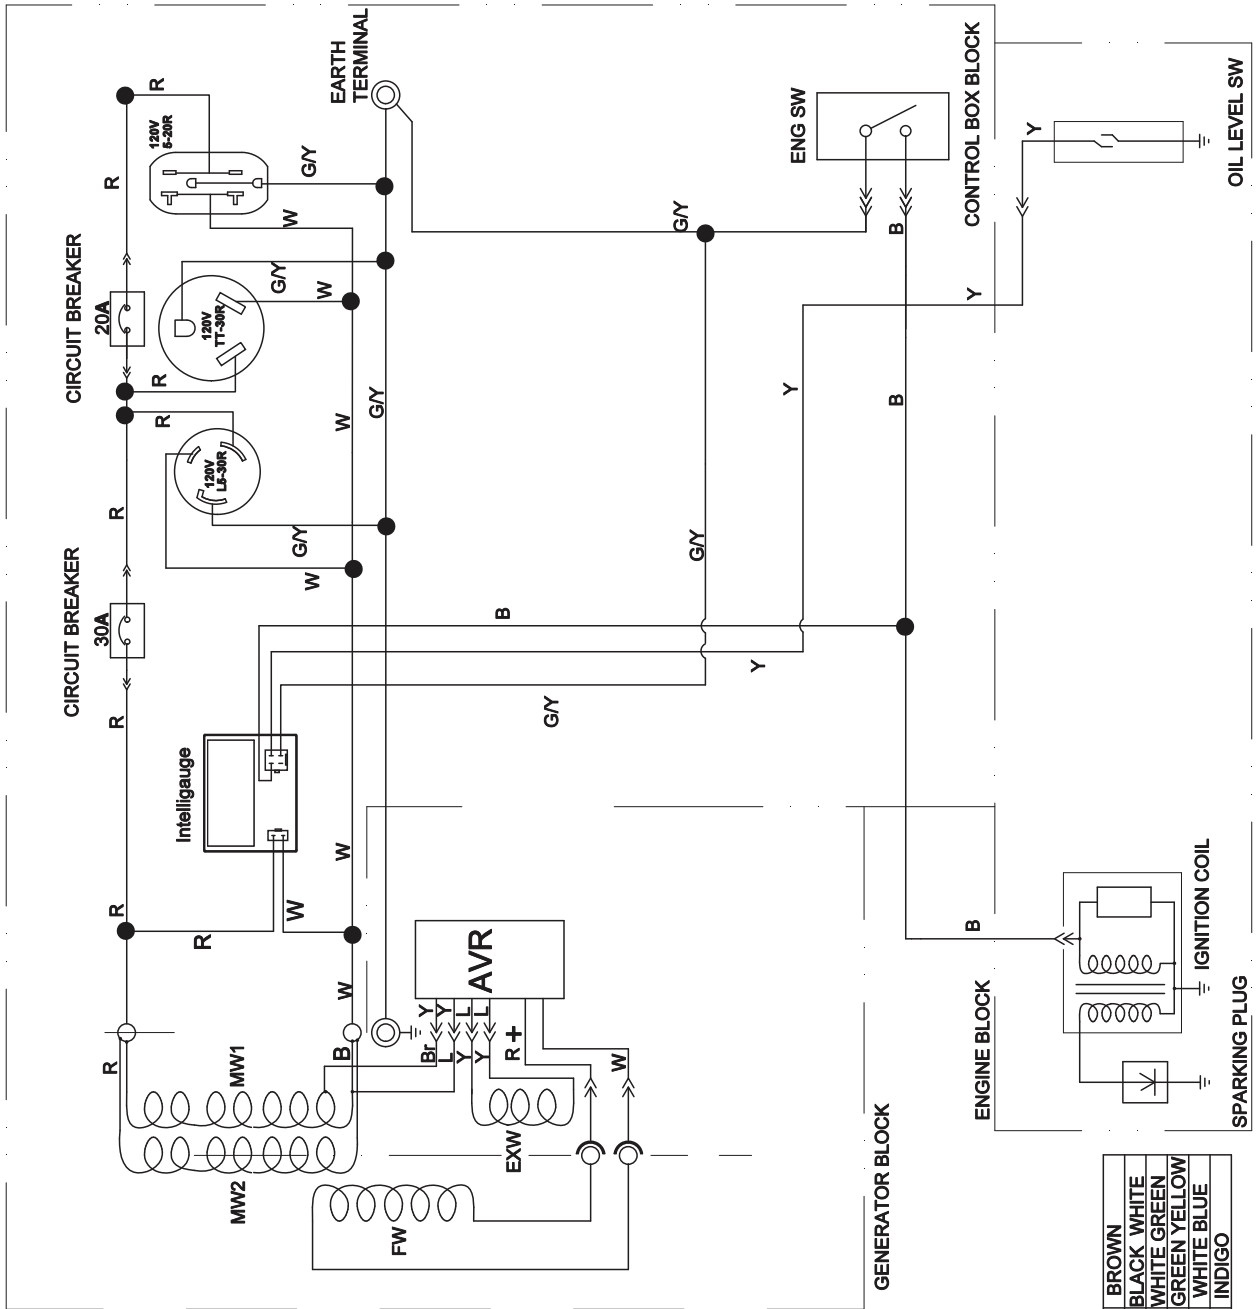 EARTH
TERMINAL
R
120V
5-20R
R
G/Y
W
CIRCUIT BREAKER
20A
120V
TT-30R
G/Y
W
R
R
W
G/Y
120V
L5-30R
R
G/Y
W
CIRCUIT BREAKER
30A
R
Intelligauge
R
R
W
W
W
ENG SW
CONTROL BOX BLOCK
G/Y
B
Y
OIL LEVEL SW
Y
Y
B
G/Y
B
Y
G/Y
AVR
Y
Y
L
L
Br
L
Y
Y
R
+
W
R
B
MW1
MW2
EXW
FW
GENERATOR BLOCK
B
ENGINE BLOCK
IGNITION COIL
SPARKING PLUG
BROWN
BLACK WHITE
WHITE GREEN
GREEN YELLOW
WHITE BLUE
INDIGO